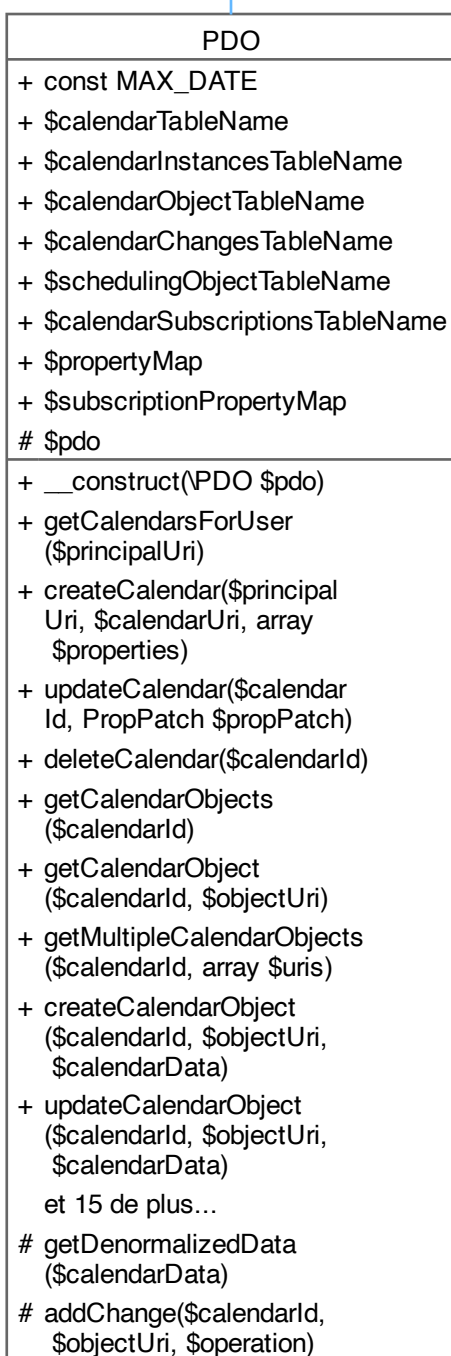 PDO
+ const MAX_DATE
+ $calendarTableName
+ $calendarInstancesTableName
+ $calendarObjectTableName
+ $calendarChangesTableName
+ $schedulingObjectTableName
+ $calendarSubscriptionsTableName
+ $propertyMap
+ $subscriptionPropertyMap
# $pdo
+ __construct(\PDO $pdo)
+ getCalendarsForUser
($principalUri)
+ createCalendar($principal
Uri, $calendarUri, array
$properties)
+ updateCalendar($calendar
Id, PropPatch $propPatch)
+ deleteCalendar($calendarId)
+ getCalendarObjects
($calendarId)
+ getCalendarObject
($calendarId, $objectUri)
+ getMultipleCalendarObjects
($calendarId, array $uris)
+ createCalendarObject
($calendarId, $objectUri,
$calendarData)
+ updateCalendarObject
($calendarId, $objectUri,
$calendarData)
et 15 de plus...
# getDenormalizedData
($calendarData)
# addChange($calendarId,
$objectUri, $operation)